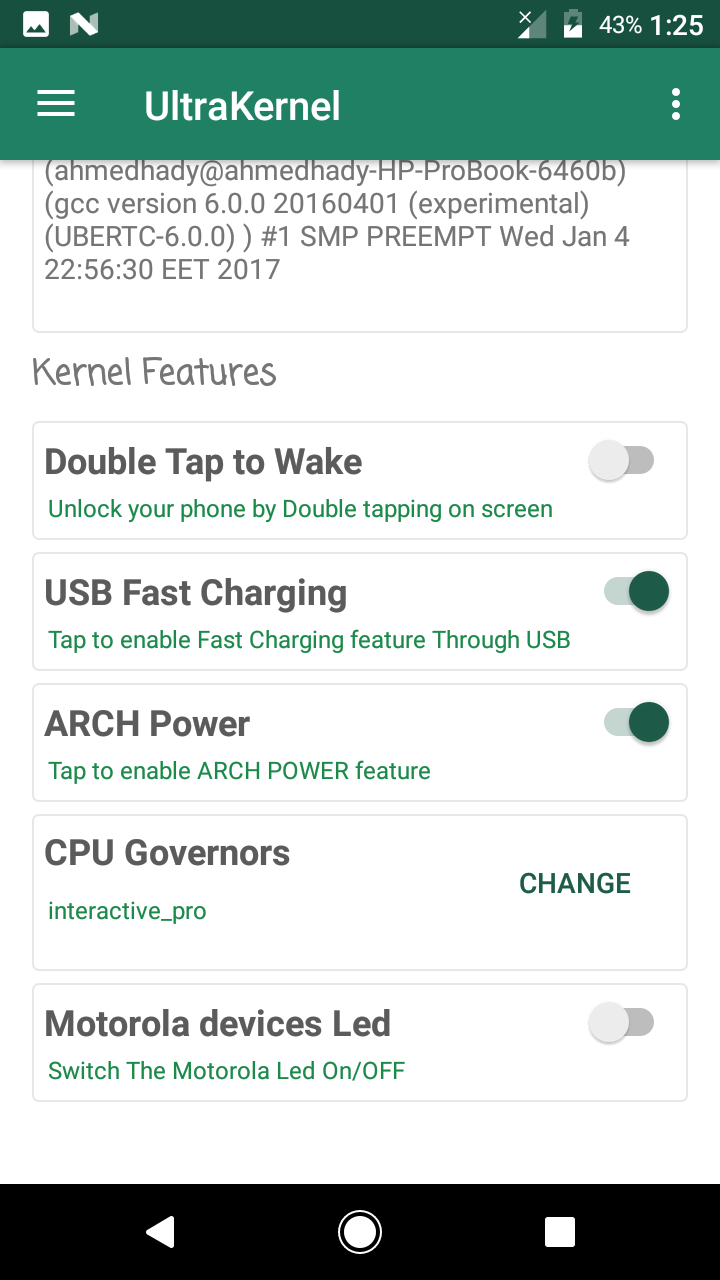 43% 1:25
UltraKernel
(ahmedhady@ahmedhady-HP-ProBook-6460b)
(gcc version 6.0.0 20160401 (experimental)
(UBERTC-6.0.0) ) #1 SMP PREEMPT Wed Jan 4
22:56:30 EET 2017
Kernel Features
Double Tap to Wake
Unlock your phone by Double tapping on screen
USB Fast Charging
Tap to enable Fast Charging feature Through USB
ARCH Power
Tap to enable ARCH POWER feature
CPU Governors
CHANGE
interactive_pro
Motorola devices Led
Switch The Motorola Led On/OFF